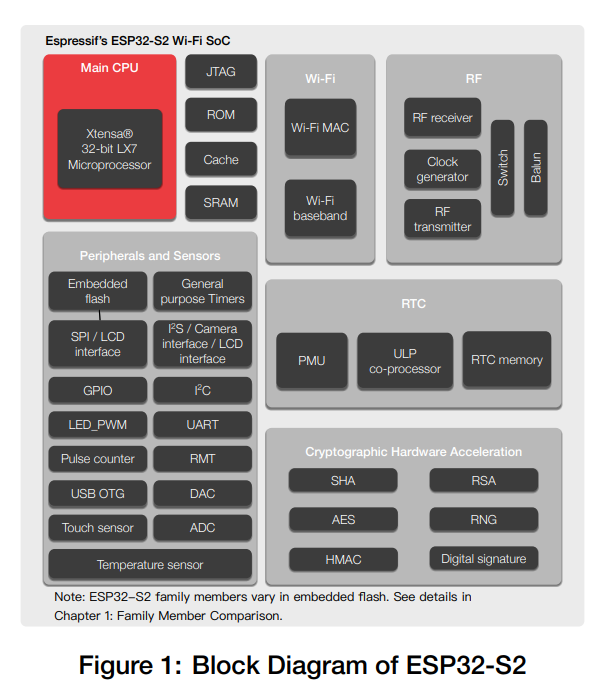 Espressif's ESP32-S2 Wi-Fi SoC
Main CPU
Xtensa®
32-bit LX7
Microprocessor
JTAG
ROM
Cache
SRAM
Wi-Fi
Wi-Fi MAC
Wi-Fi
baseband
RF
RF receiver
Clock
generator
RF
transmitter
Switch
Balun
Peripherals and Sensors
Embedded
flash
General
purpose Timers
SPI / LCD
interface
I²S / Camera
interface / LCD
interface
GPIO
I²C
LED_PWM
UART
Pulse counter
RMT
USB OTG
DAC
Touch sensor
ADC
Temperature sensor
RTC
PMU
ULP
co-processor
RTC memory
Cryptographic Hardware Acceleration
SHA
RSA
AES
RNG
HMAC
Digital signature
Note: ESP32-S2 family members vary in embedded flash. See details in
Chapter 1: Family Member Comparison.
Figure 1: Block Diagram of ESP32-S2